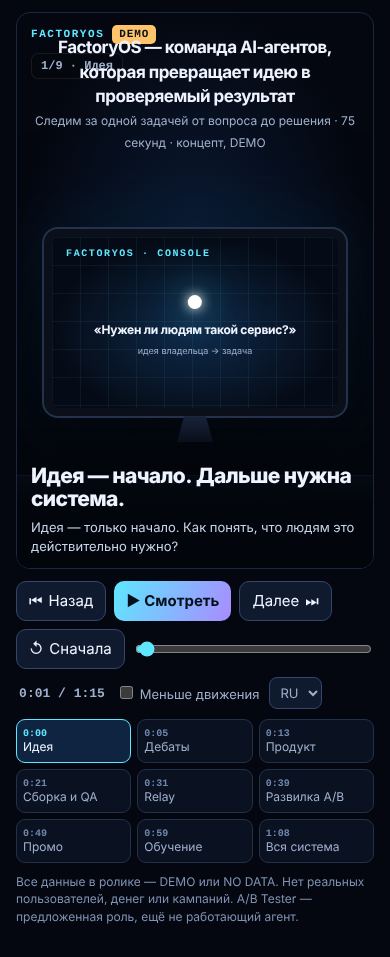 FACTORYOS DEMO
FactoryOS — команда AI-агентов,
1/9 · Идея
которая превращает идею в
проверяемый результат
Следим за одной задачей от вопроса до решения · 75
секунд · концепт, DEMO
FACTORYOS · CONSOLE
«Нужен ли людям такой сервис?»
идея владельца → задача
Идея — начало. Дальше нужна
система.
Идея — только начало. Как понять, что людям это
действительно нужно?
⏮ Назад
▶ Смотреть
Далее ⏭
↺ Сначала
0:01 / 1:15
Меньше движения
RU
0:00
Идея
0:05
Дебаты
0:13
Продукт
0:21
Сборка и QA
0:31
Relay
0:39
Развилка A/B
0:49
Промо
0:59
Обучение
1:08
Вся система
Все данные в ролике — DEMO или NO DATA. Нет реальных
пользователей, денег или кампаний. A/B Tester —
предложенная роль, ещё не работающий агент.